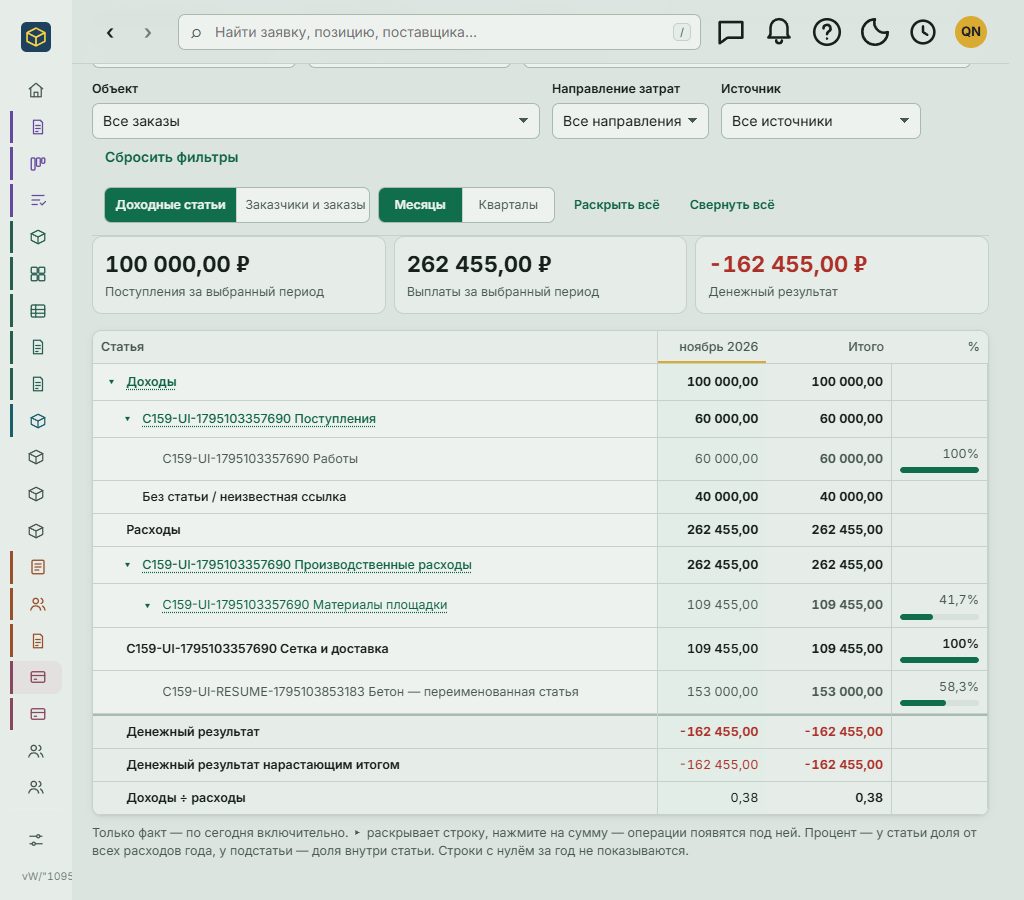 Найти заявку, позицию, поставщика...
/
QN
Объект
Направление затрат
Источник
Все заказы
Все направления
Все источники
Сбросить фильтры
Доходные статьи
Заказчики и заказы
Месяцы
Кварталы
Раскрыть всё
Свернуть всё
100 000,00 ₽
Поступления за выбранный период
262 455,00 ₽
Выплаты за выбранный период
-162 455,00 ₽
Денежный результат
Статья ноябрь 2026 Итого %
Доходы 100 000,00 100 000,00
C159-UI-1795103357690 Поступления 60 000,00 60 000,00
C159-UI-1795103357690 Работы 60 000,00 60 000,00 100%
Без статьи / неизвестная ссылка 40 000,00 40 000,00
Расходы 262 455,00 262 455,00
C159-UI-1795103357690 Производственные расходы 262 455,00 262 455,00
C159-UI-1795103357690 Материалы площадки 109 455,00 109 455,00 41,7%
C159-UI-1795103357690 Сетка и доставка 109 455,00 109 455,00 100%
C159-UI-RESUME-1795103853183 Бетон — переименованная статья 153 000,00 153 000,00 58,3%
Денежный результат -162 455,00 -162 455,00
Денежный результат нарастающим итогом -162 455,00 -162 455,00
Доходы ÷ расходы 0,38 0,38
Только факт — по сегодня включительно. ▸ раскрывает строку, нажмите на сумму — операции появятся под ней. Процент — у статьи доля от
всех расходов года, у подстатьи — доля внутри статьи. Строки с нулём за год не показываются.
vW/"1095